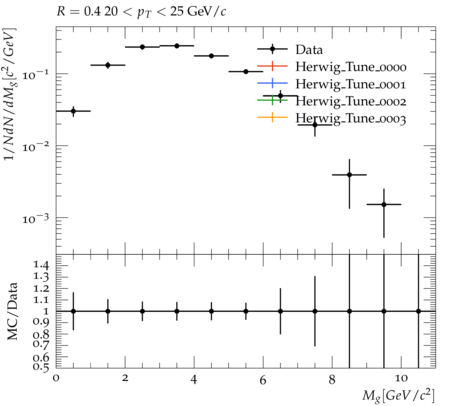 R = 0.4 20 < p_T < 25 GeV/c
1/NdN/dM_g[c²/GeV]
10⁻¹
10⁻²
10⁻³
Data
Herwig_Tune_0000
Herwig_Tune_0001
Herwig_Tune_0002
Herwig_Tune_0003
MC/Data
1.4
1.3
1.2
1.1
1
0.9
0.8
0.7
0.6
0.5
0 2 4 6 8 10
M_g[GeV/c²]